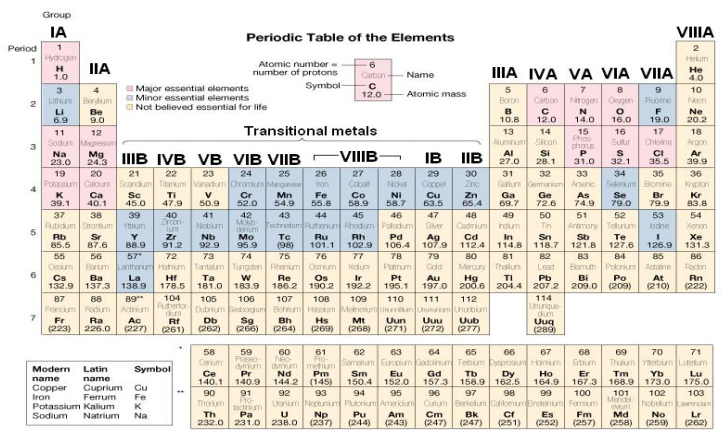 Group
IA VIIIA
Periodic Table of the Elements
Period
1
1
Hydrogen
H
1.0
2
Helium
He
4.0
Atomic number =
number of protons
6
Carbon
C
12.0
Name
Symbol
Atomic mass
Major essential elements
Minor essential elements
Not believed essential for life
IIA IIIA IVA VA VIA VIIA
2
3 4 5 6 7 8 9 10
Lithium Beryllium Boron Carbon Nitrogen Oxygen Neon
Li Be B C N O F Ne
6.9 9.0 10.8 12.0 14.0 16.0 19.0 20.2
Transitional metals
3
11 12 13 14 15 16 17 18
Sodium Magnesium Aluminum Silicon Phos-phorus Sulfur Chlorine Argon
Na Mg Al Si P S Cl Ar
23.0 24.3 27.0 28.1 31.0 32.1 35.5 39.9
IIIB IVB VB VIB VIIB VIIIB IB IIB
4
19 20 21 22 23 24 25 26 27 28 29 30 31 32 33 34 35 36
Potassium Calcium Scandium Titanium Vanadium Chromium Manganese Iron Cobalt Nickel Copper Zinc Gallium Germanium Arsenic Selenium Bromine Krypton
K Ca Sc Ti V Cr Mn Fe Co Ni Cu Zn Ga Ge As Se Br Kr
39.1 40.1 45.0 47.9 50.9 52.0 54.9 55.8 58.9 58.7 63.5 65.4 69.7 72.6 74.9 79.0 79.9 83.8
5
37 38 39 40 41 42 43 44 45 46 47 48 49 50 51 52 53 54
Rubidium Strontium Yttrium Zircon-ium Niobium Molyb-denum Technetium Ruthenium Rhodium Palladium Silver Cadmium Indium Tin Antimony Tellurium Iodine Xenon
Rb Sr Y Zr Nb Mo Tc Ru Rh Pd Ag Cd In Sn Sb Te I Xe
85.5 87.6 88.9 91.2 92.9 95.9 (98) 101.1 102.9 106.4 107.9 112.4 114.8 118.7 121.8 127.6 126.9 131.3
6
55 56 57* 72 73 74 75 76 77 78 79 80 81 82 83 84 85 86
Cesium Barium Hafnium Tantalum Tungsten Rhenium Osmium Iridium Platinum Gold Mercury Thallium Lead Bismuth Polonium Astatine Radon
Cs Ba La Hf Ta W Re Os Ir Pt Au Hg Tl Pb Bi Po At Rn
132.9 137.3 138.9 178.5 181.0 183.9 186.2 190.2 192.2 195.1 197.0 200.6 204.4 207.2 209.0 (209) (210) (222)
7
87 88 89** 104 105 106 107 108 109 110 111 112 114
Francium Radium Actinium Rutherfor-dium Dubnium Seaborgium Bohrium Hassium Meitnerium
Fr Ra Ac Rf Db Sg Bh Hs Mt Uun Uuu Uub Uuq
(223) 226.0 (227) (261) (262) (266) (264) (269) (268) (271) (272) (277) (289)
*
58 59 60 61 62 63 64 65 66 67 68 69 70 71
Cerium Praseo-dymium Neo-dymium Pro-methium Samarium Europium Gadolinium Terbium Dysprosium Holmium Erbium Thulium Ytterbium Lutetium
Ce Pr Nd Pm Sm Eu Gd Tb Dy Ho Er Tm Yb Lu
140.1 140.9 144.2 (145) 150.4 152.0 157.3 158.9 162.5 164.9 167.3 168.9 173.0 175.0
**
90 91 92 93 94 95 96 97 98 99 100 101 102 103
Thorium Uranium Neptunium Plutonium Americium Curium Berkelium Californium Einsteinium Fermium Nobelium Lawrencium
Th Pa U Np Pu Am Cm Bk Cf Es Fm Md No Lr
232.0 231.0 238.0 (237) (244) (243) (247) (247) (251) (252) (257) (258) (259) (262)
Modern name Latin name Symbol
Copper Cuprium Cu
Iron Ferrum Fe
Potassium Kalium K
Sodium Natrium Na